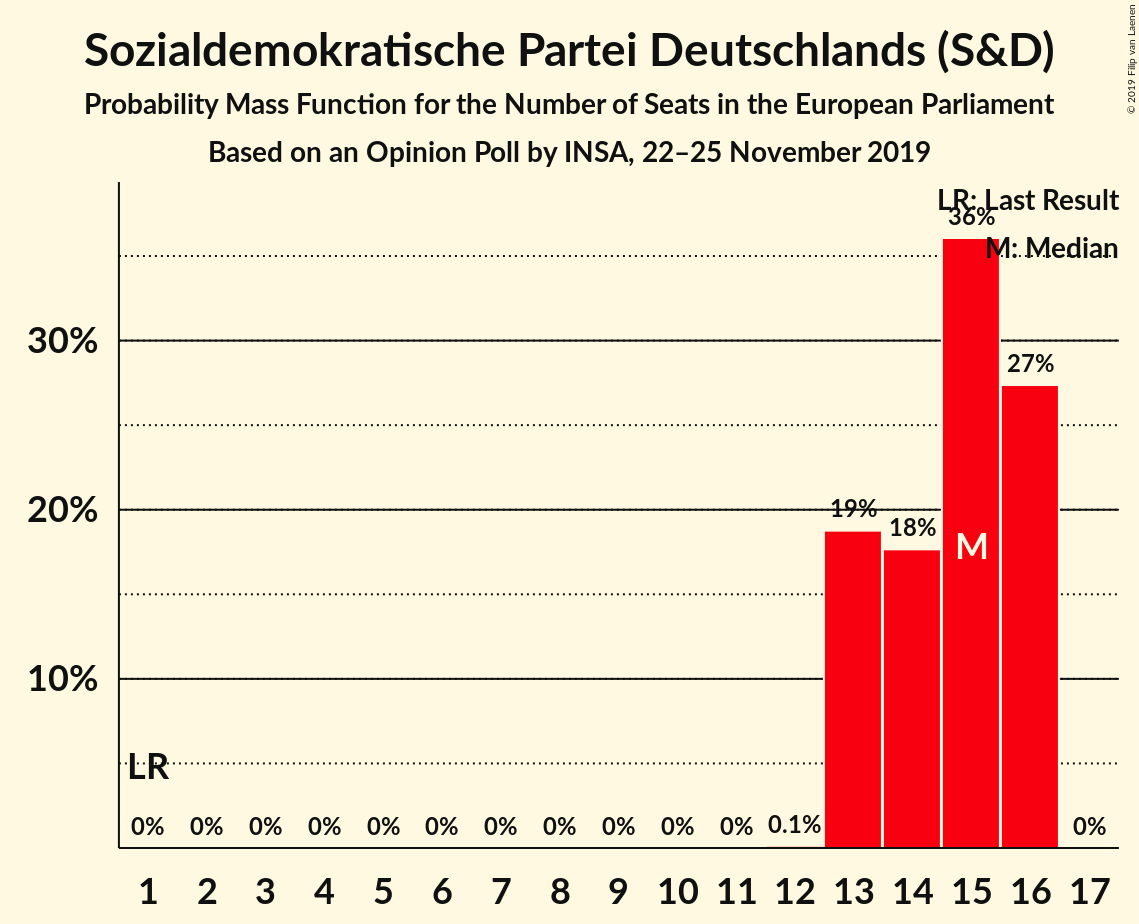 Sozialdemokratische Partei Deutschlands (S&D)
Probability Mass Function for the Number of Seats in the European Parliament
Based on an Opinion Poll by INSA, 22–25 November 2019
© 2019 Filip van Laenen
LR: Last Result
M: Median
36%
30%
27%
20%
19%
18%
M
10%
LR
0% 0% 0% 0% 0% 0% 0% 0% 0% 0% 0% 0.1% 0%
1 2 3 4 5 6 7 8 9 10 11 12 13 14 15 16 17